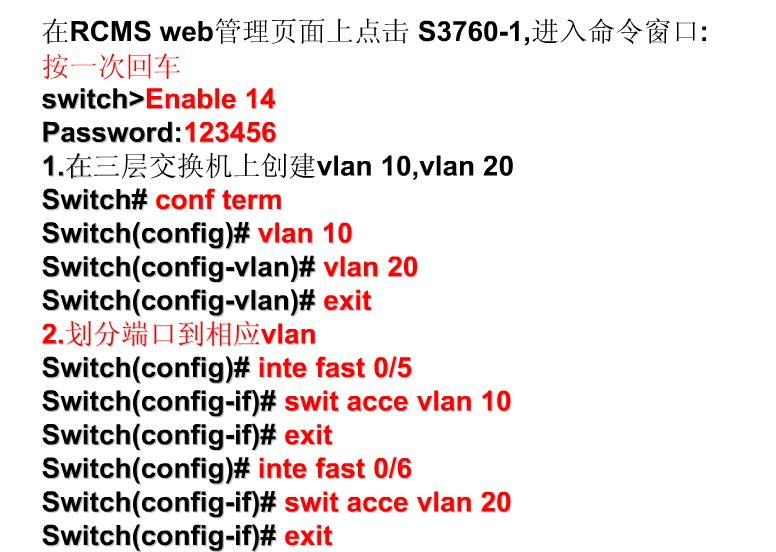 在RCMS web管理页面上点击 S3760-1,进入命令窗口:
按一次回车
switch>Enable 14
Password:123456
1.在三层交换机上创建vlan 10,vlan 20
Switch# conf term
Switch(config)# vlan 10
Switch(config-vlan)# vlan 20
Switch(config-vlan)# exit
2.划分端口到相应vlan
Switch(config)# inte fast 0/5
Switch(config-if)# swit acce vlan 10
Switch(config-if)# exit
Switch(config)# inte fast 0/6
Switch(config-if)# swit acce vlan 20
Switch(config-if)# exit